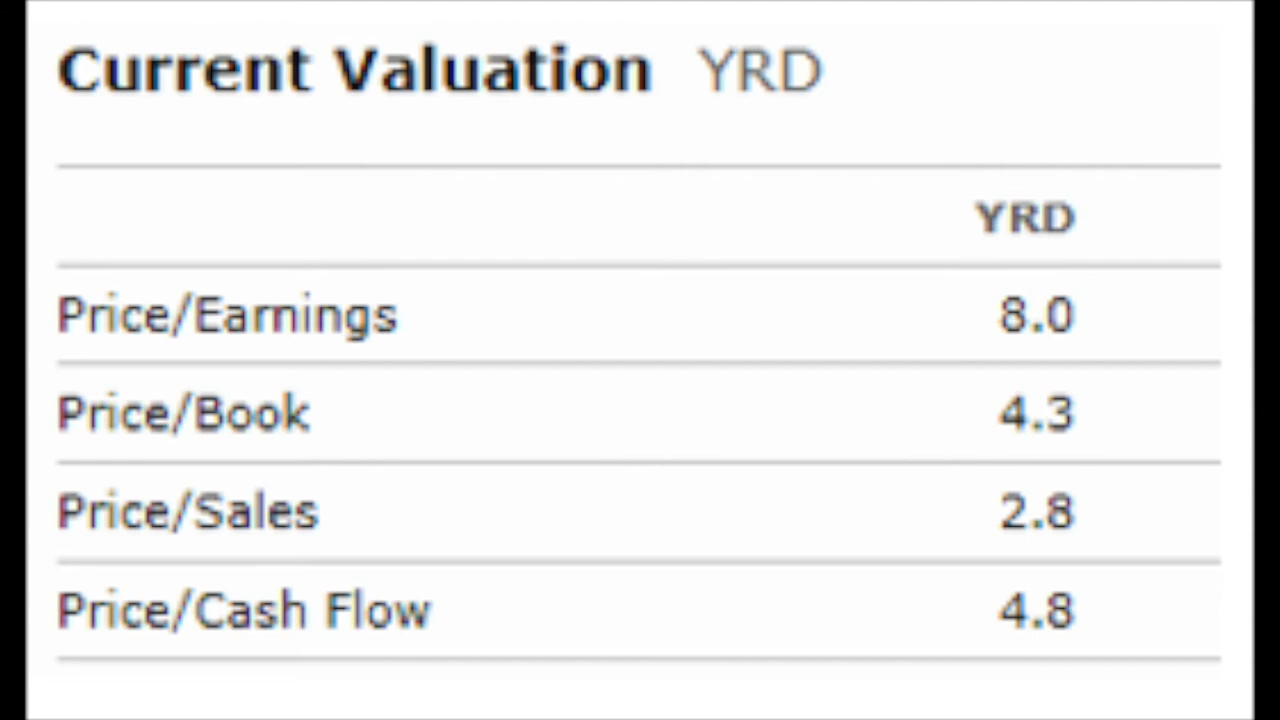 Current Valuation YRD
YRD
Price/Earnings 8.0
Price/Book 4.3
Price/Sales 2.8
Price/Cash Flow 4.8